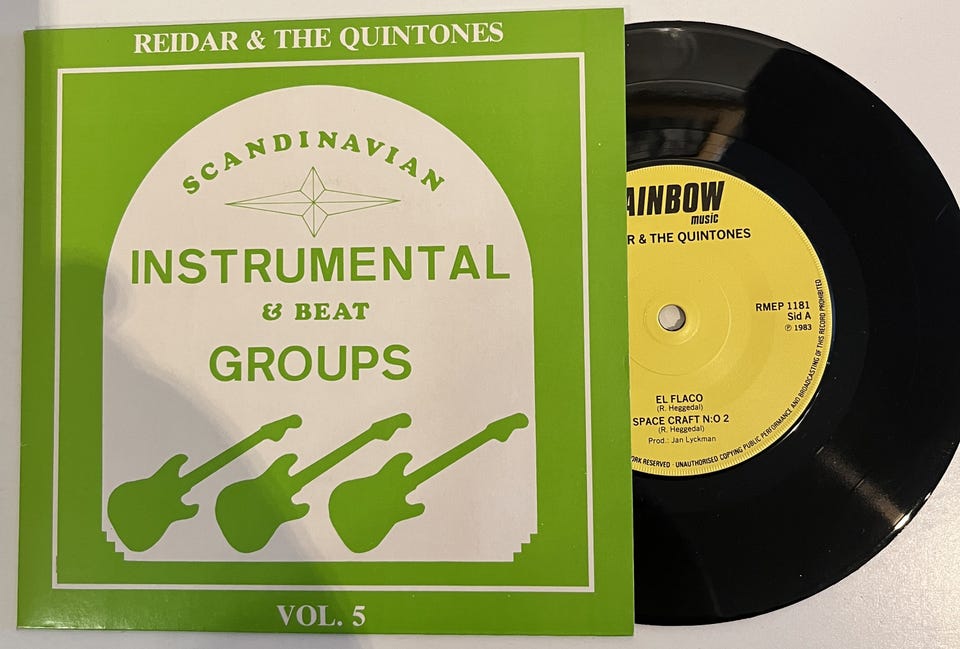 REIDAR & THE QUINTONES
SCANDINAVIAN
INSTRUMENTAL
& BEAT
GROUPS
VOL. 5
AINBOW
music
R & THE QUINTONES
RMEP 1181
Sid A
℗ 1983
EL FLACO
(R. Heggedal)
SPACE CRAFT N:O 2
(R. Heggedal)
Prod.: Jan Lyckman
RK RESERVED · UNAUTHORISED COPYING PUBLIC PERFORMANCE AND BROADCASTING OF THIS RECORD PROHIBITED